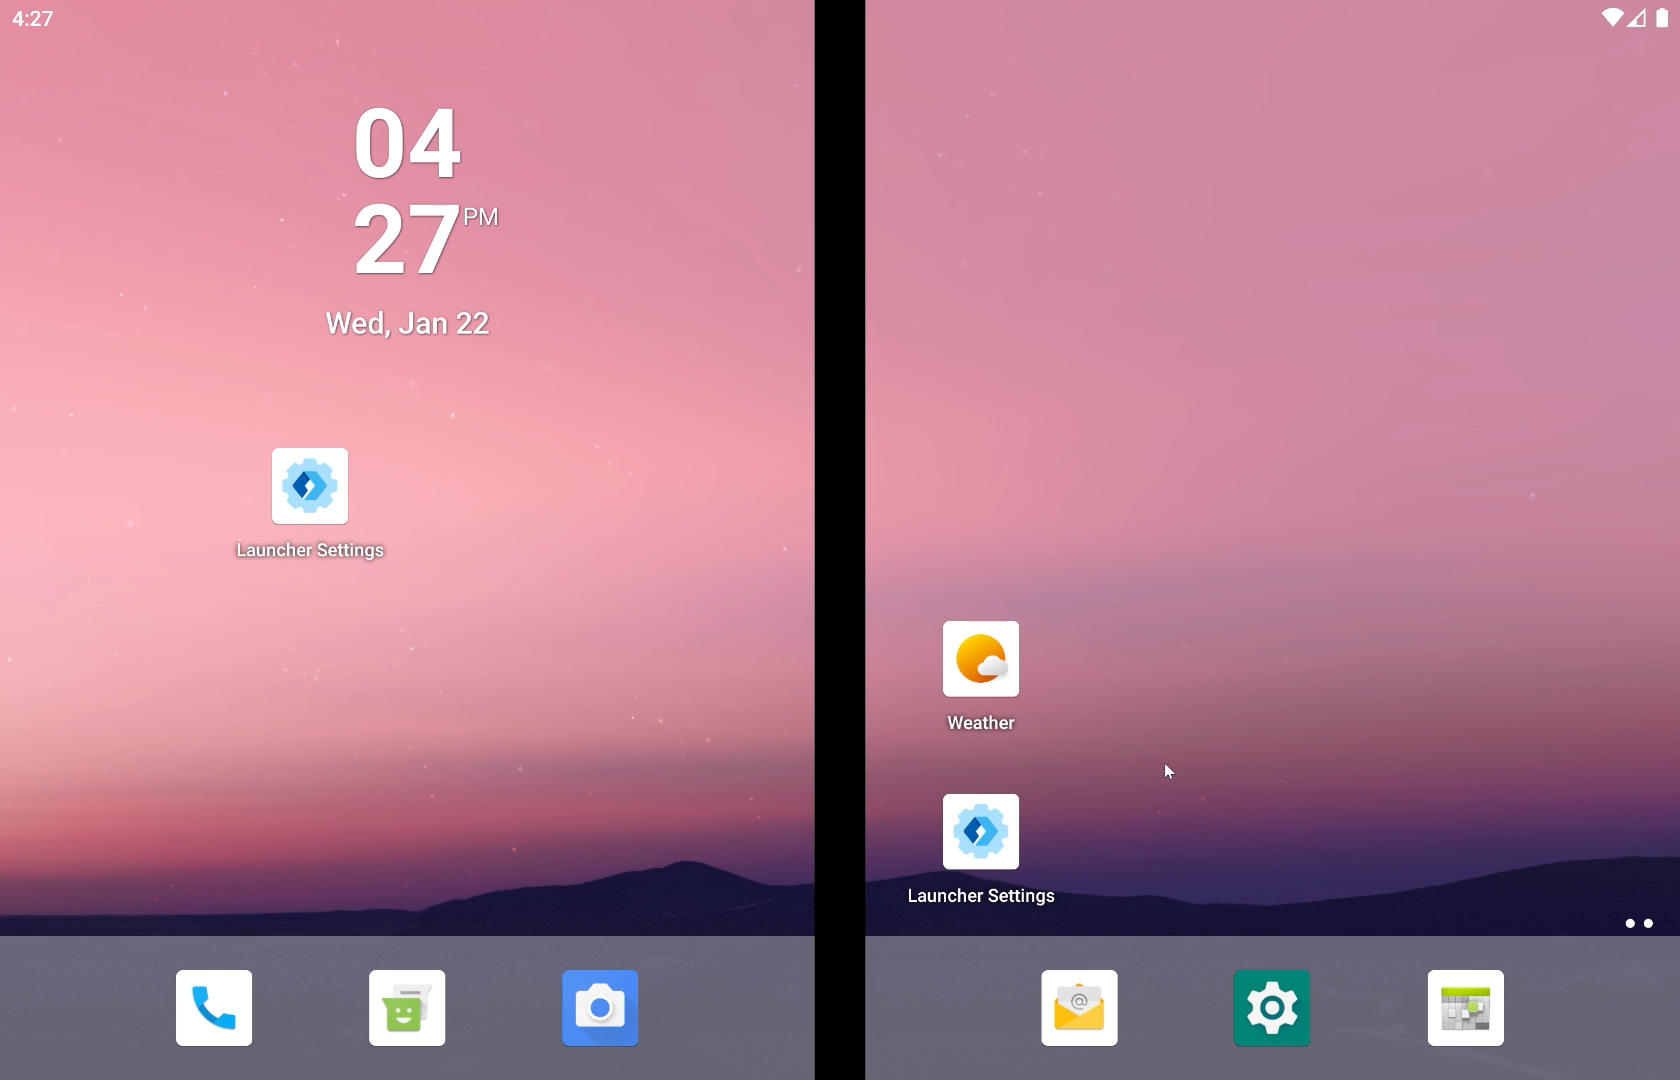 4:27
04
27 PM
Wed, Jan 22
Launcher Settings
Weather
Launcher Settings
@